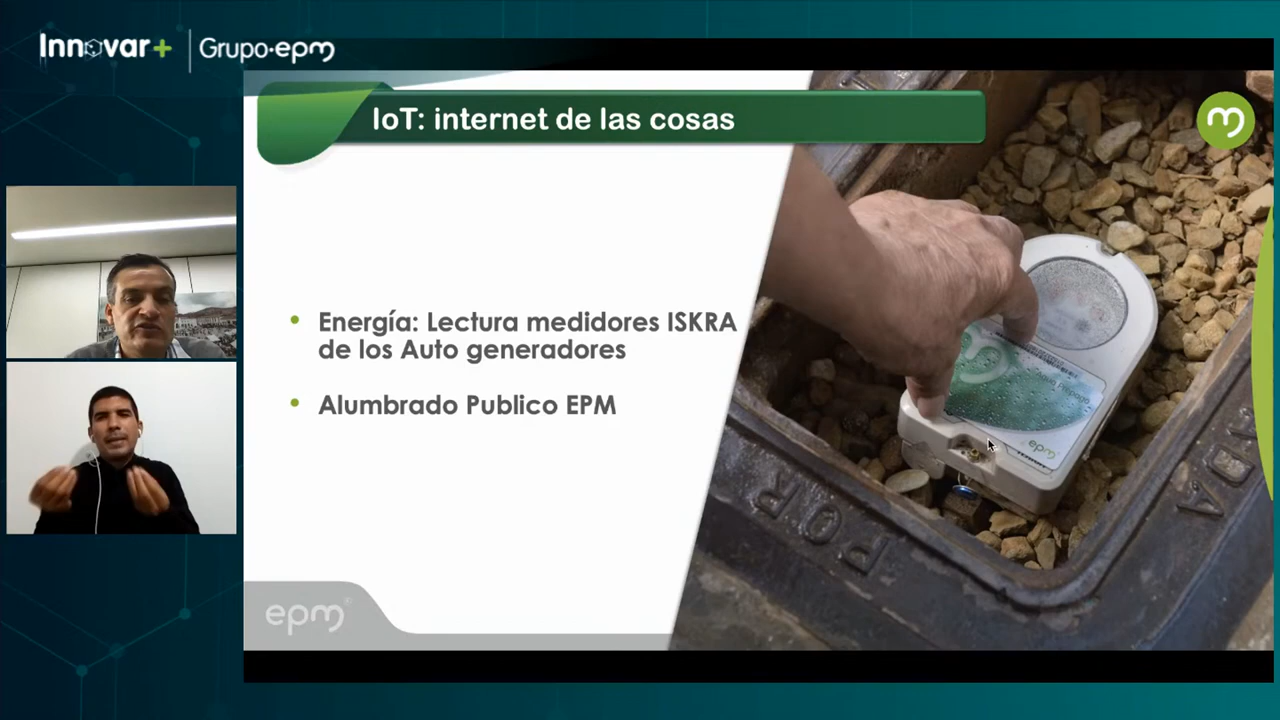 Innovar+ Grupo·epm
IoT: internet de las cosas
• Energía: Lectura medidores ISKRA
de los Auto generadores
• Alumbrado Publico EPM
epm®
epm
POR